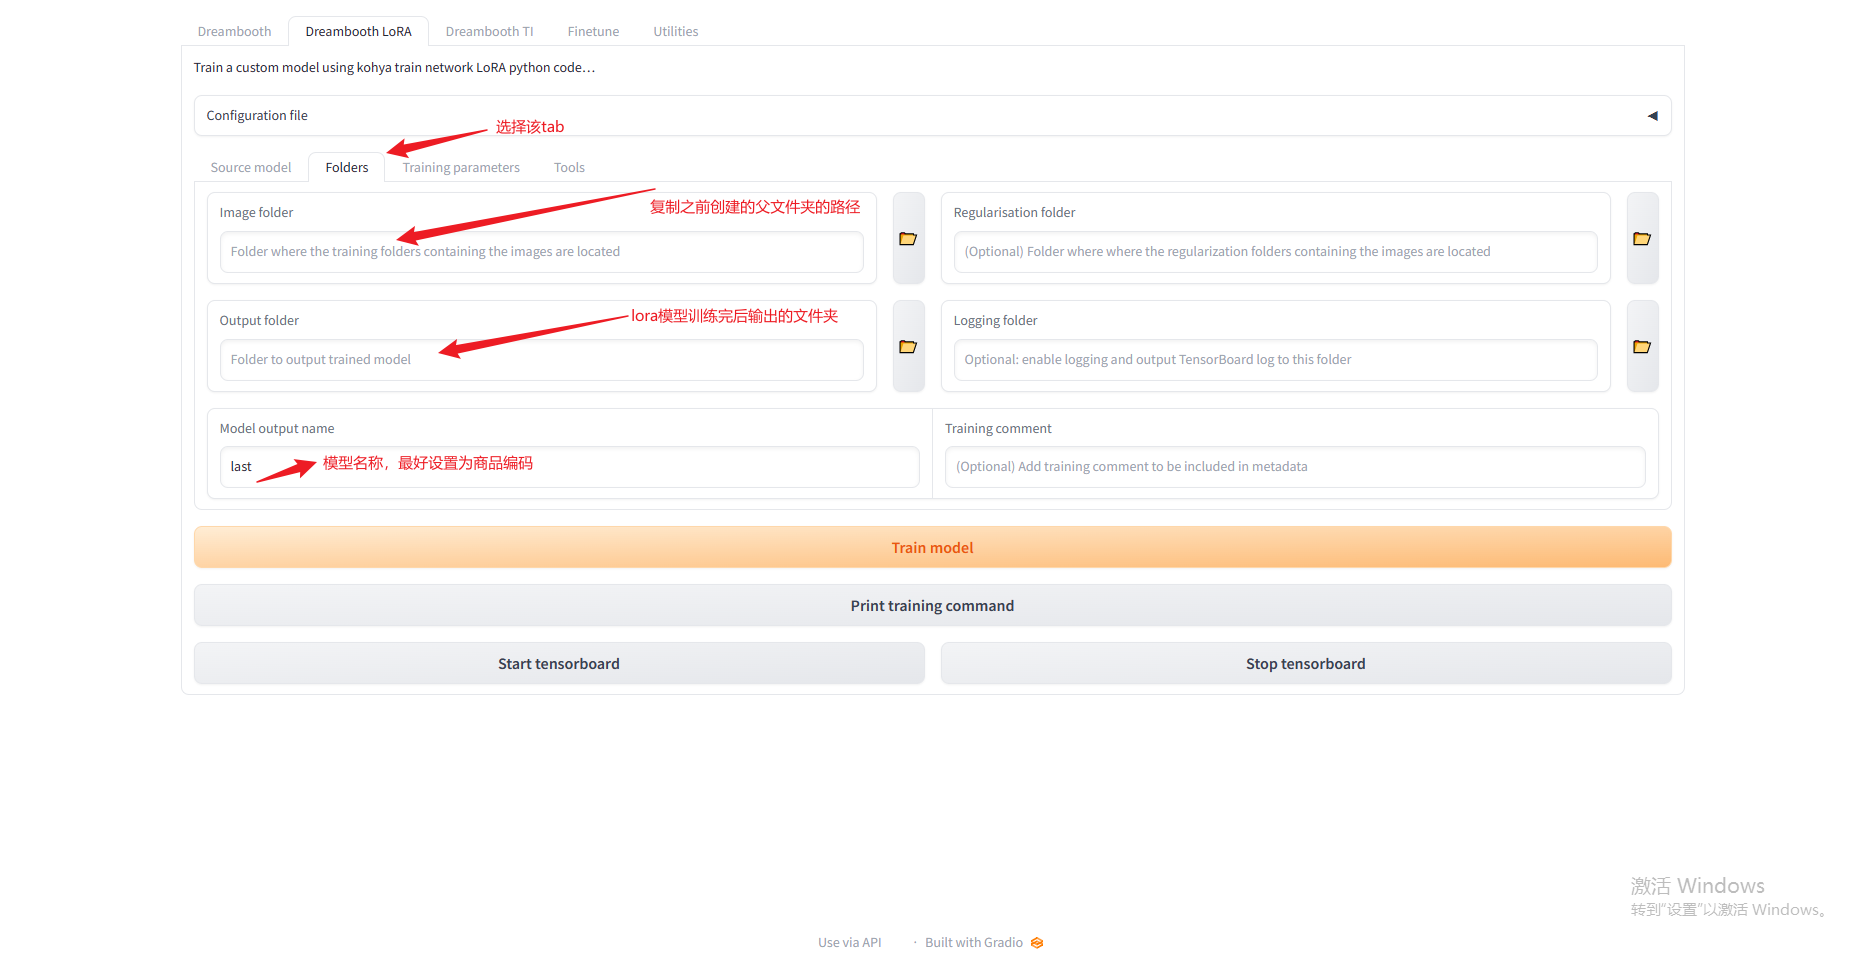 Dreambooth
Dreambooth LoRA
Dreambooth TI
Finetune
Utilities
Train a custom model using kohya train network LoRA python code…
Configuration file
选择该tab
Source model
Folders
Training parameters
Tools
Image folder
复制之前创建的父文件夹的路径
Folder where the training folders containing the images are located
Regularisation folder
(Optional) Folder where where the regularization folders containing the images are located
Output folder
lora模型训练完后输出的文件夹
Folder to output trained model
Logging folder
Optional: enable logging and output TensorBoard log to this folder
Model output name
last
模型名称，最好设置为商品编码
Training comment
(Optional) Add training comment to be included in metadata
Train model
Print training command
Start tensorboard
Stop tensorboard
激活 Windows
转到“设置”以激活 Windows。
Use via API
· Built with Gradio